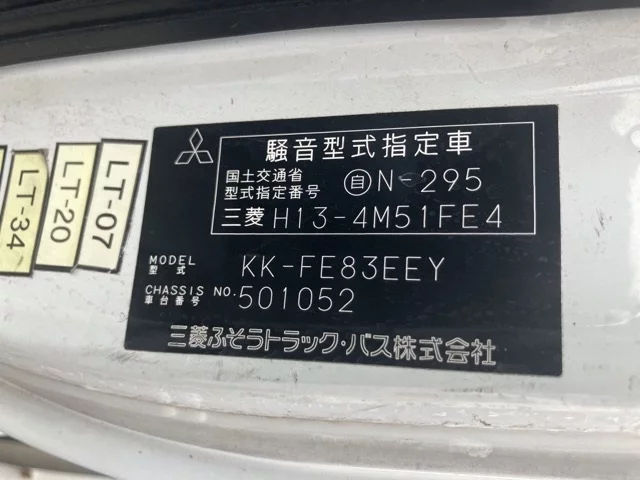 騒音型式指定車
国土交通省
型式指定番号 自N-295
三菱 H13-4M51FE4
MODEL
型式 KK-FE83EEY
CHASSIS NO.
車台番号 501052
三菱ふそうトラック・バス株式会社
LT-34
LT-20
LT-07